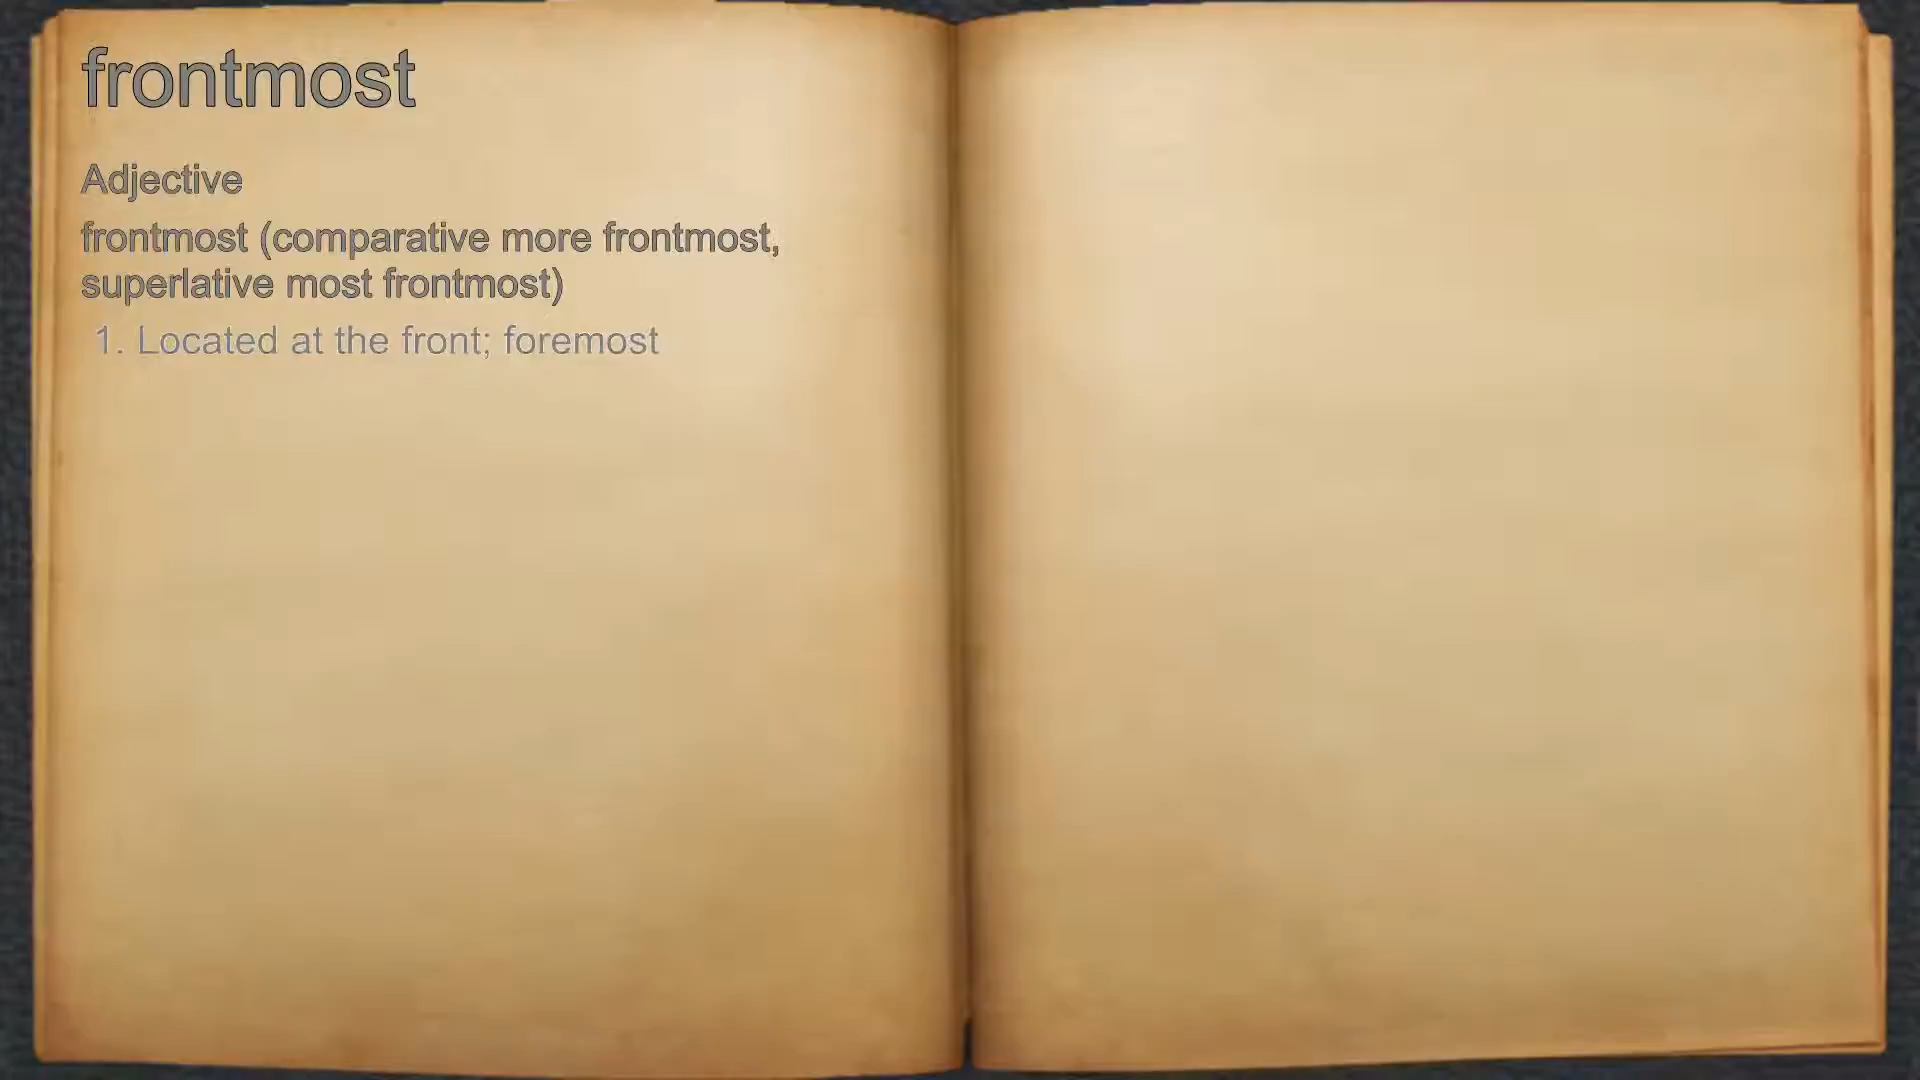 frontmost
Adjective
frontmost (comparative more frontmost,
superlative most frontmost)
1. Located at the front; foremost